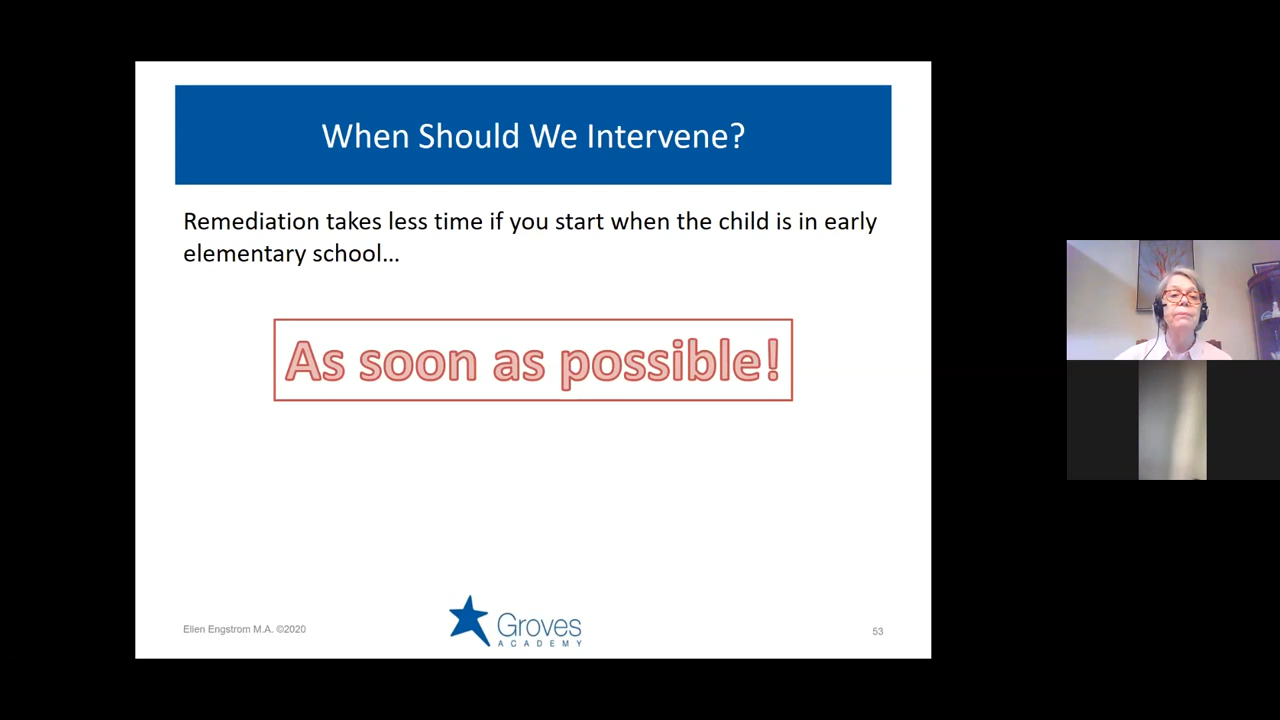 When Should We Intervene?
Remediation takes less time if you start when the child is in early
elementary school...
As soon as possible!
Ellen Engstrom M.A. ©2020
Groves
ACADEMY
53